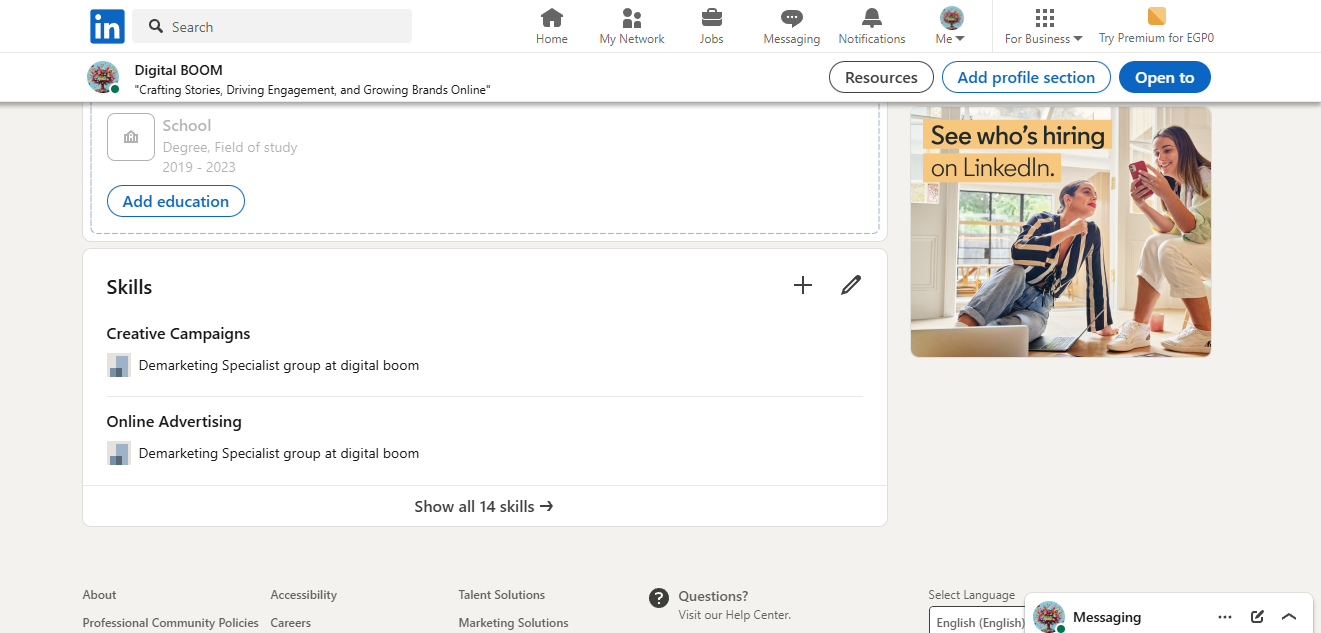 in
Search
Home
My Network
Jobs
Messaging
Notifications
Me
For Business
Try Premium for EGP0
Digital BOOM
"Crafting Stories, Driving Engagement, and Growing Brands Online"
Resources
Add profile section
Open to
School
Degree, Field of study
2019 - 2023
Add education
See who's hiring
on LinkedIn.
Skills
Creative Campaigns
Demarketing Specialist group at digital boom
Online Advertising
Demarketing Specialist group at digital boom
Show all 14 skills →
About
Accessibility
Talent Solutions
Questions?
Visit our Help Center.
Select Language
Professional Community Policies
Careers
Marketing Solutions
English (English)
Messaging